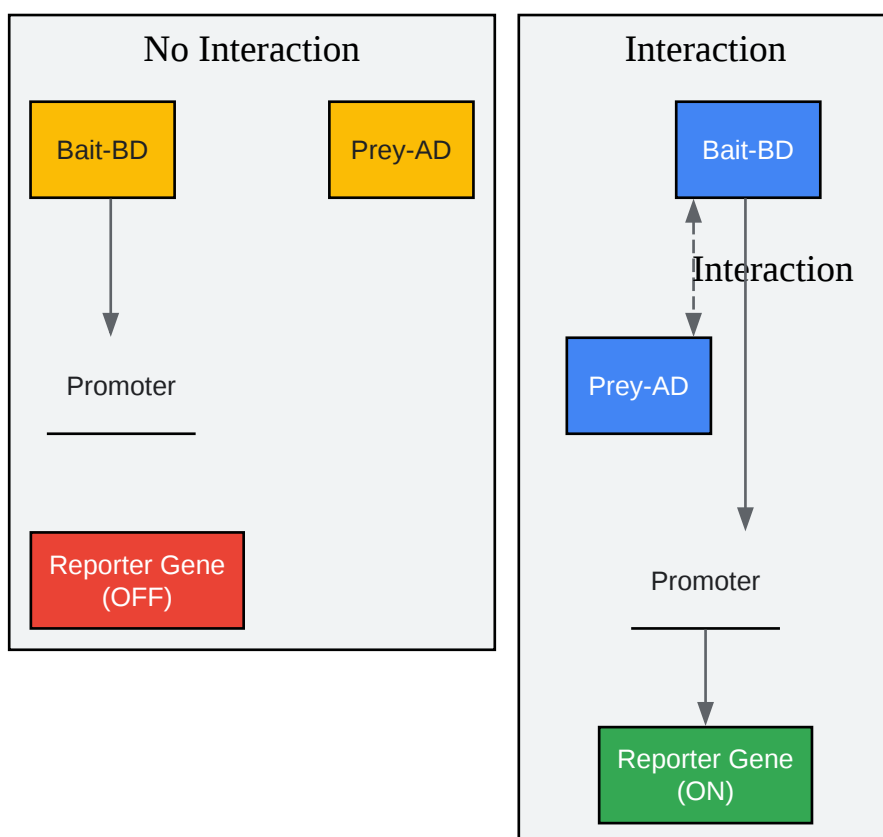 No Interaction
Bait-BD
Prey-AD
Promoter
Reporter Gene
(OFF)
Interaction
Bait-BD
Interaction
Prey-AD
Promoter
Reporter Gene
(ON)